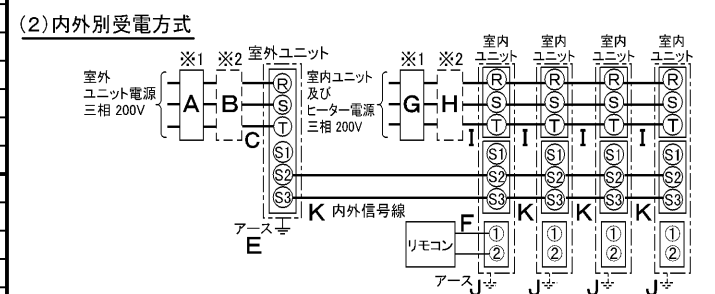 (2)内外別受電方式
※1 ※2 室外ユニット
室外
ユニット電源
三相 200V
A B C
R
S
T
S1
S2
S3
アース
E
室内ユニット
及び
ヒーター電源
三相 200V
※1 ※2
G H
室内 室内 室内 室内
ユニット ユニット ユニット ユニット
R R R R
S S S S
T T T T
I I I I
S1 S1 S1 S1
S2 S2 S2 S2
S3 S3 S3 S3
K 内外信号線 K K K
F
リモコン
① ① ① ①
② ② ② ②
アース J J J J